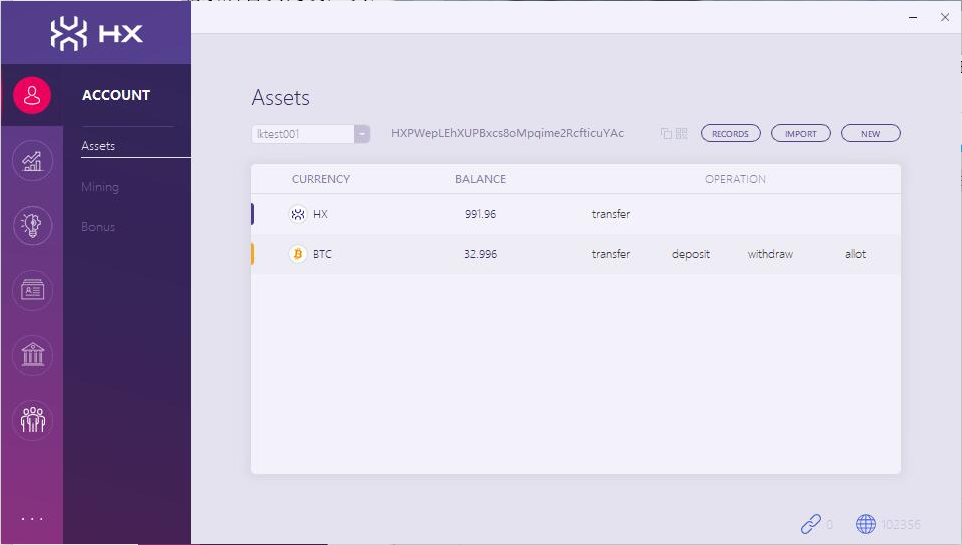 HX
ACCOUNT
Assets
Mining
Bonus
Assets
lktest001
HXPWepLEhXUPBxcs8oMpqime2RcfticuYAc
RECORDS
IMPORT
NEW
CURRENCY BALANCE OPERATION
HX 991.96 transfer
BTC 32.996 transfer deposit withdraw allot
0
102356